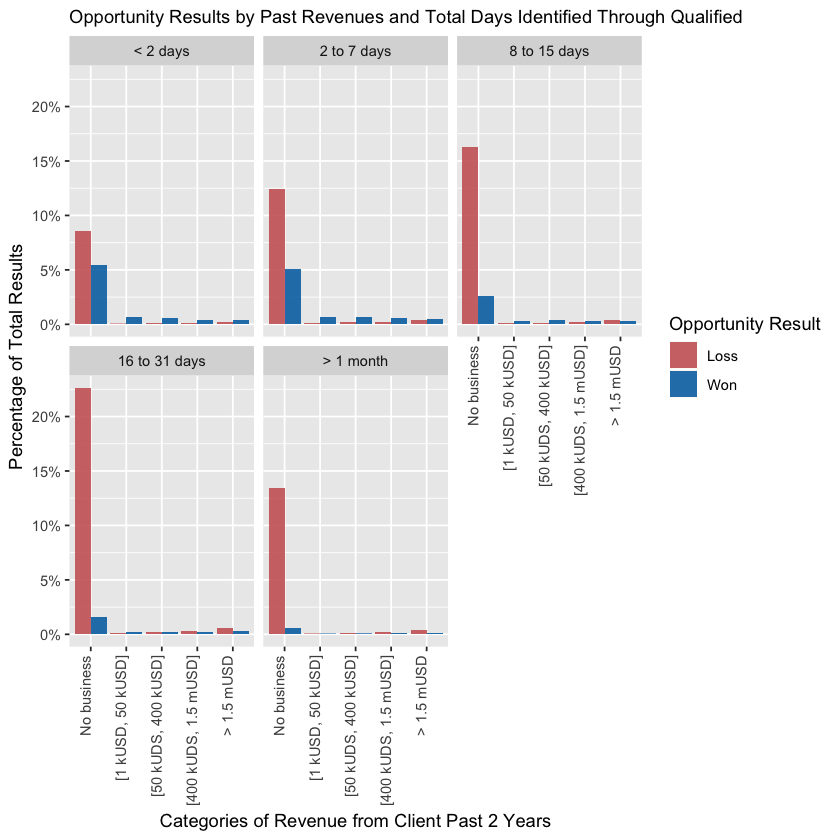 Opportunity Results by Past Revenues and Total Days Identified Through Qualified
< 2 days
2 to 7 days
8 to 15 days
20%
15%
10%
5%
0%
16 to 31 days
> 1 month
20%
15%
10%
5%
0%
Percentage of Total Results
No business
[1 kUSD, 50 kUSD]
[50 kUDS, 400 kUSD]
[400 kUDS, 1.5 mUSD]
> 1.5 mUSD
No business
[1 kUSD, 50 kUSD]
[50 kUDS, 400 kUSD]
[400 kUDS, 1.5 mUSD]
> 1.5 mUSD
No business
[1 kUSD, 50 kUSD]
[50 kUDS, 400 kUSD]
[400 kUDS, 1.5 mUSD]
> 1.5 mUSD
Categories of Revenue from Client Past 2 Years
Opportunity Result
Loss
Won